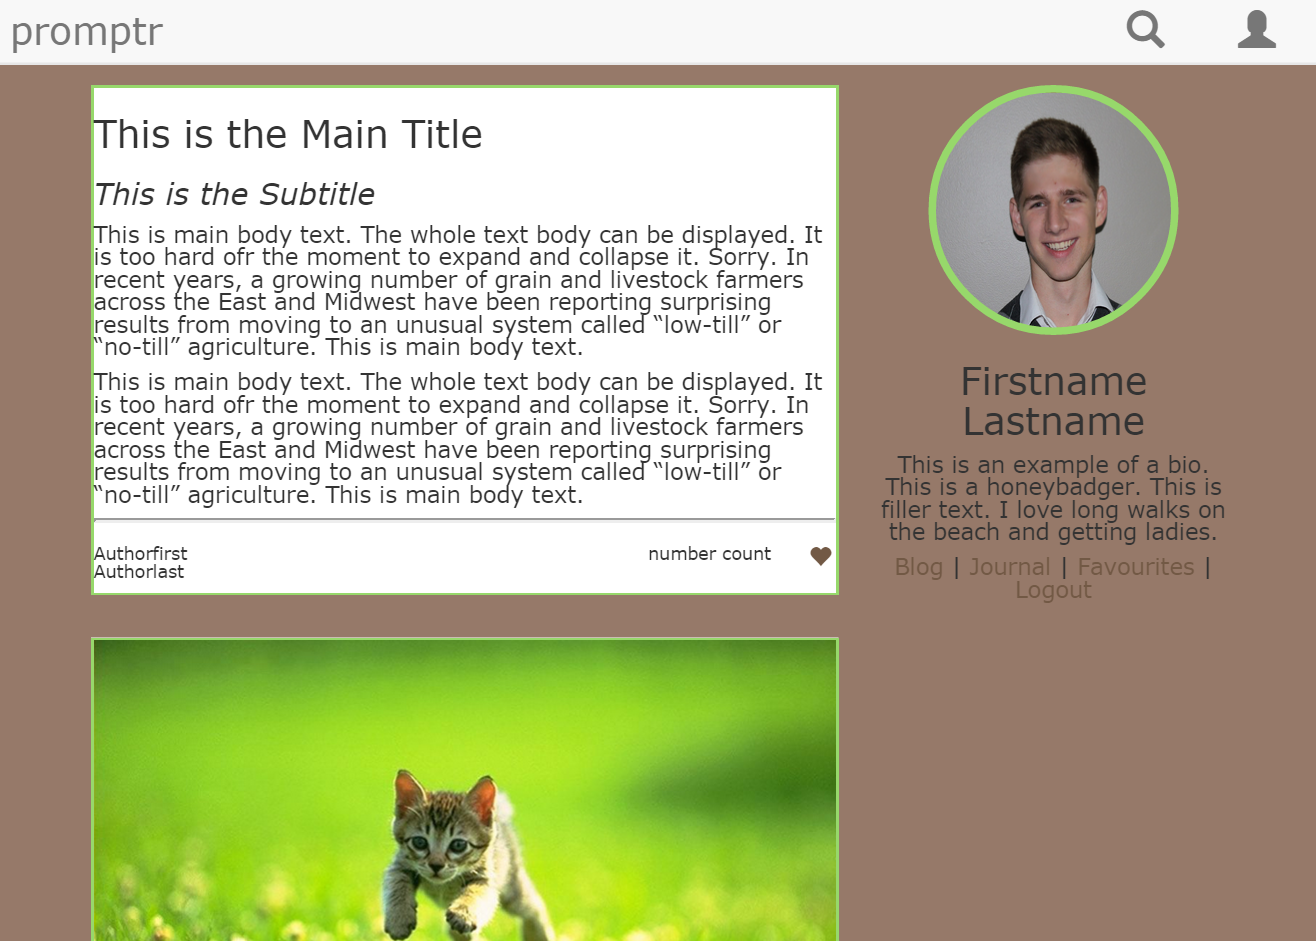 promptr
This is the Main Title
This is the Subtitle
This is main body text. The whole text body can be displayed. It
is too hard ofr the moment to expand and collapse it. Sorry. In
recent years, a growing number of grain and livestock farmers
across the East and Midwest have been reporting surprising
results from moving to an unusual system called “low-till” or
“no-till” agriculture. This is main body text.
This is main body text. The whole text body can be displayed. It
is too hard ofr the moment to expand and collapse it. Sorry. In
recent years, a growing number of grain and livestock farmers
across the East and Midwest have been reporting surprising
results from moving to an unusual system called “low-till” or
“no-till” agriculture. This is main body text.
Authorfirst
Authorlast
number count
Firstname
Lastname
This is an example of a bio.
This is a honeybadger. This is
filler text. I love long walks on
the beach and getting ladies.
Blog | Journal | Favourites |
Logout